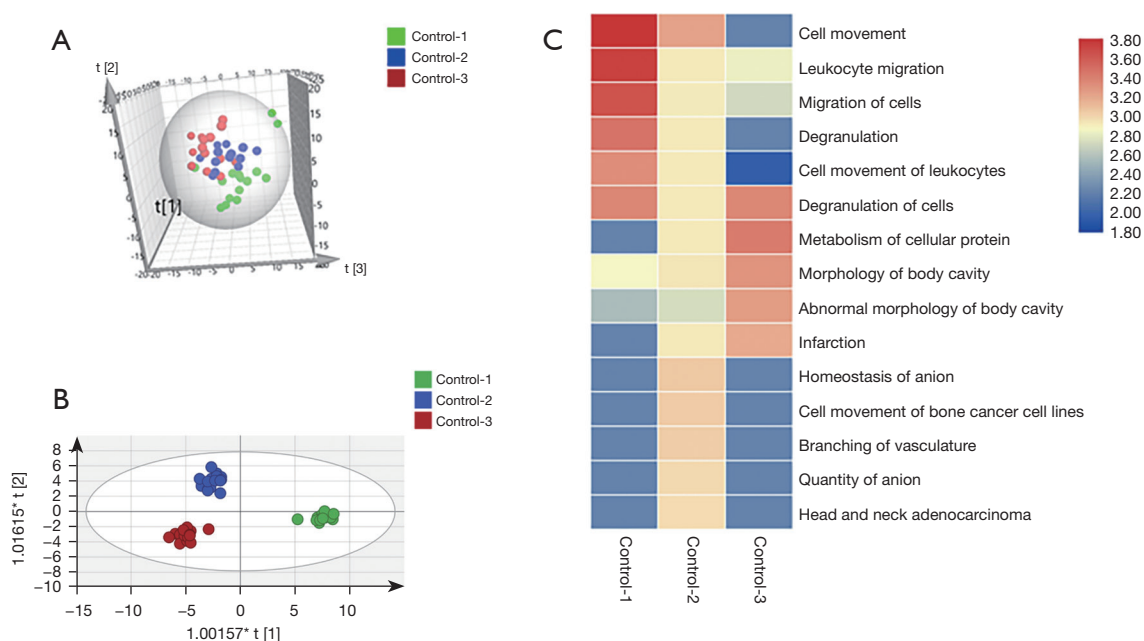 A
Control-1
Control-2
Control-3
t [2]
t[1]
t [3]
B
Control-1
Control-2
Control-3
8
6
4
2
0
−2
−4
−6
−8
−10
1.01615* t [2]
−15
−10
−5
0
5
10
1.00157* t [1]
C
Cell movement
Leukocyte migration
Migration of cells
Degranulation
Cell movement of leukocytes
Degranulation of cells
Metabolism of cellular protein
Morphology of body cavity
Abnormal morphology of body cavity
Infarction
Homeostasis of anion
Cell movement of bone cancer cell lines
Branching of vasculature
Quantity of anion
Head and neck adenocarcinoma
Control-1
Control-2
Control-3
3.80
3.60
3.40
3.20
3.00
2.80
2.60
2.40
2.20
2.00
1.80